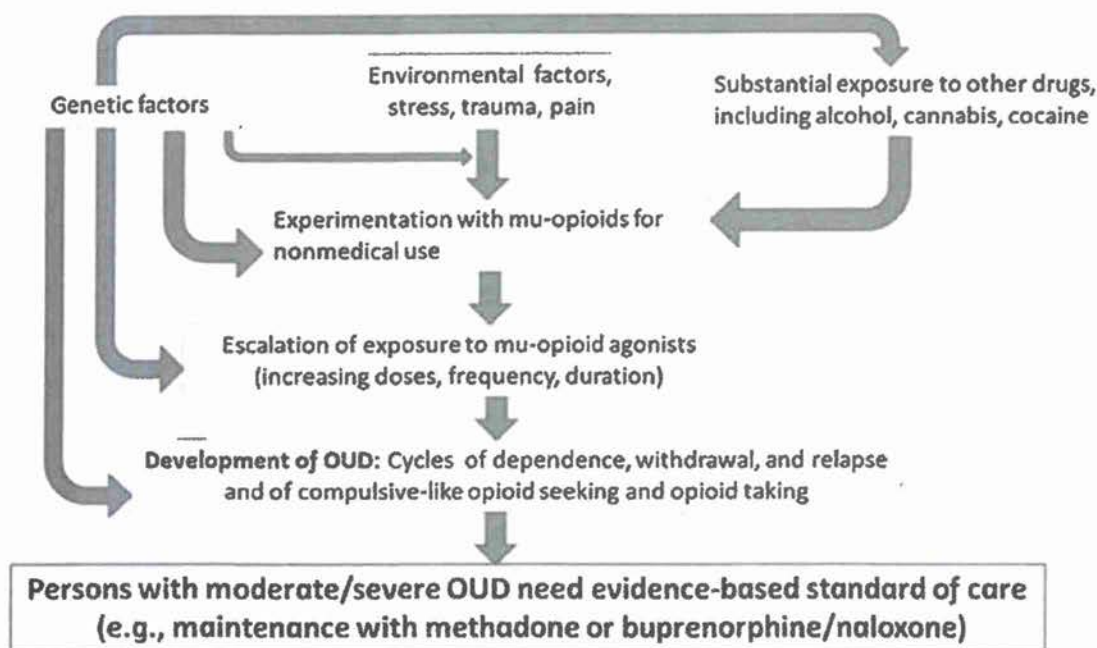 Genetic factors
Environmental factors,
stress, trauma, pain
Substantial exposure to other drugs,
including alcohol, cannabis, cocaine
Experimentation with mu-opioids for
nonmedical use
Escalation of exposure to mu-opioid agonists
(increasing doses, frequency, duration)
Development of OUD: Cycles of dependence, withdrawal, and relapse
and of compulsive-like opioid seeking and opioid taking
Persons with moderate/severe OUD need evidence-based standard of care
(e.g., maintenance with methadone or buprenorphine/naloxone)